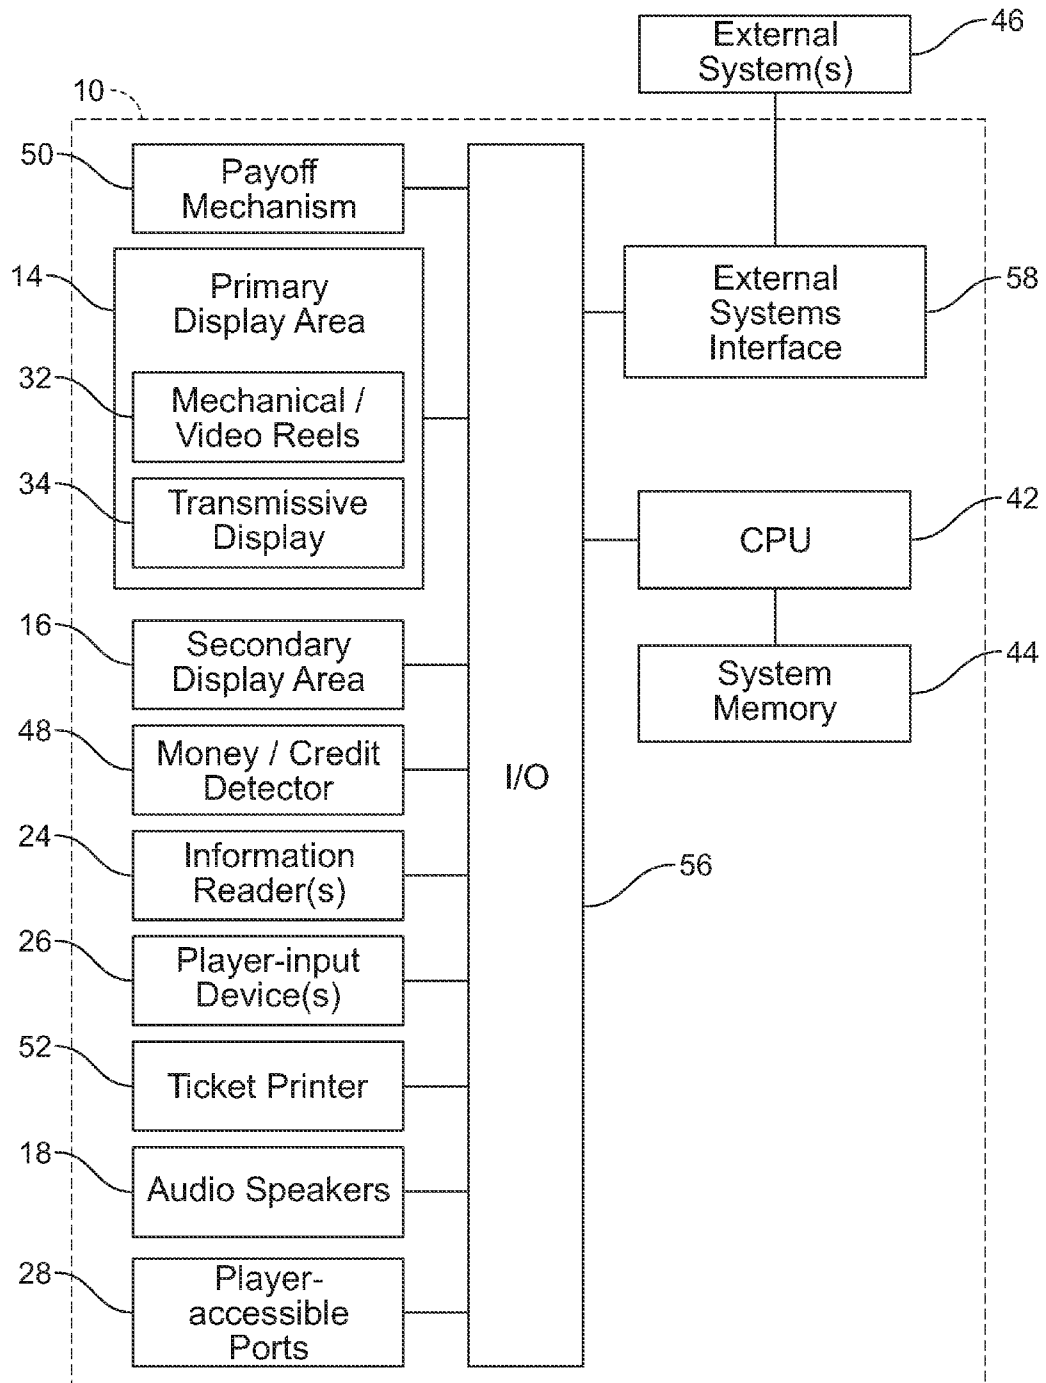 External
System(s)
46
10
50
Payoff
Mechanism
14
Primary
Display Area
32
Mechanical /
Video Reels
34
Transmissive
Display
16
Secondary
Display Area
48
Money / Credit
Detector
24
Information
Reader(s)
26
Player-input
Device(s)
52
Ticket Printer
18
Audio Speakers
28
Player-
accessible
Ports
I/O
56
External
Systems
Interface
58
CPU
42
System
Memory
44